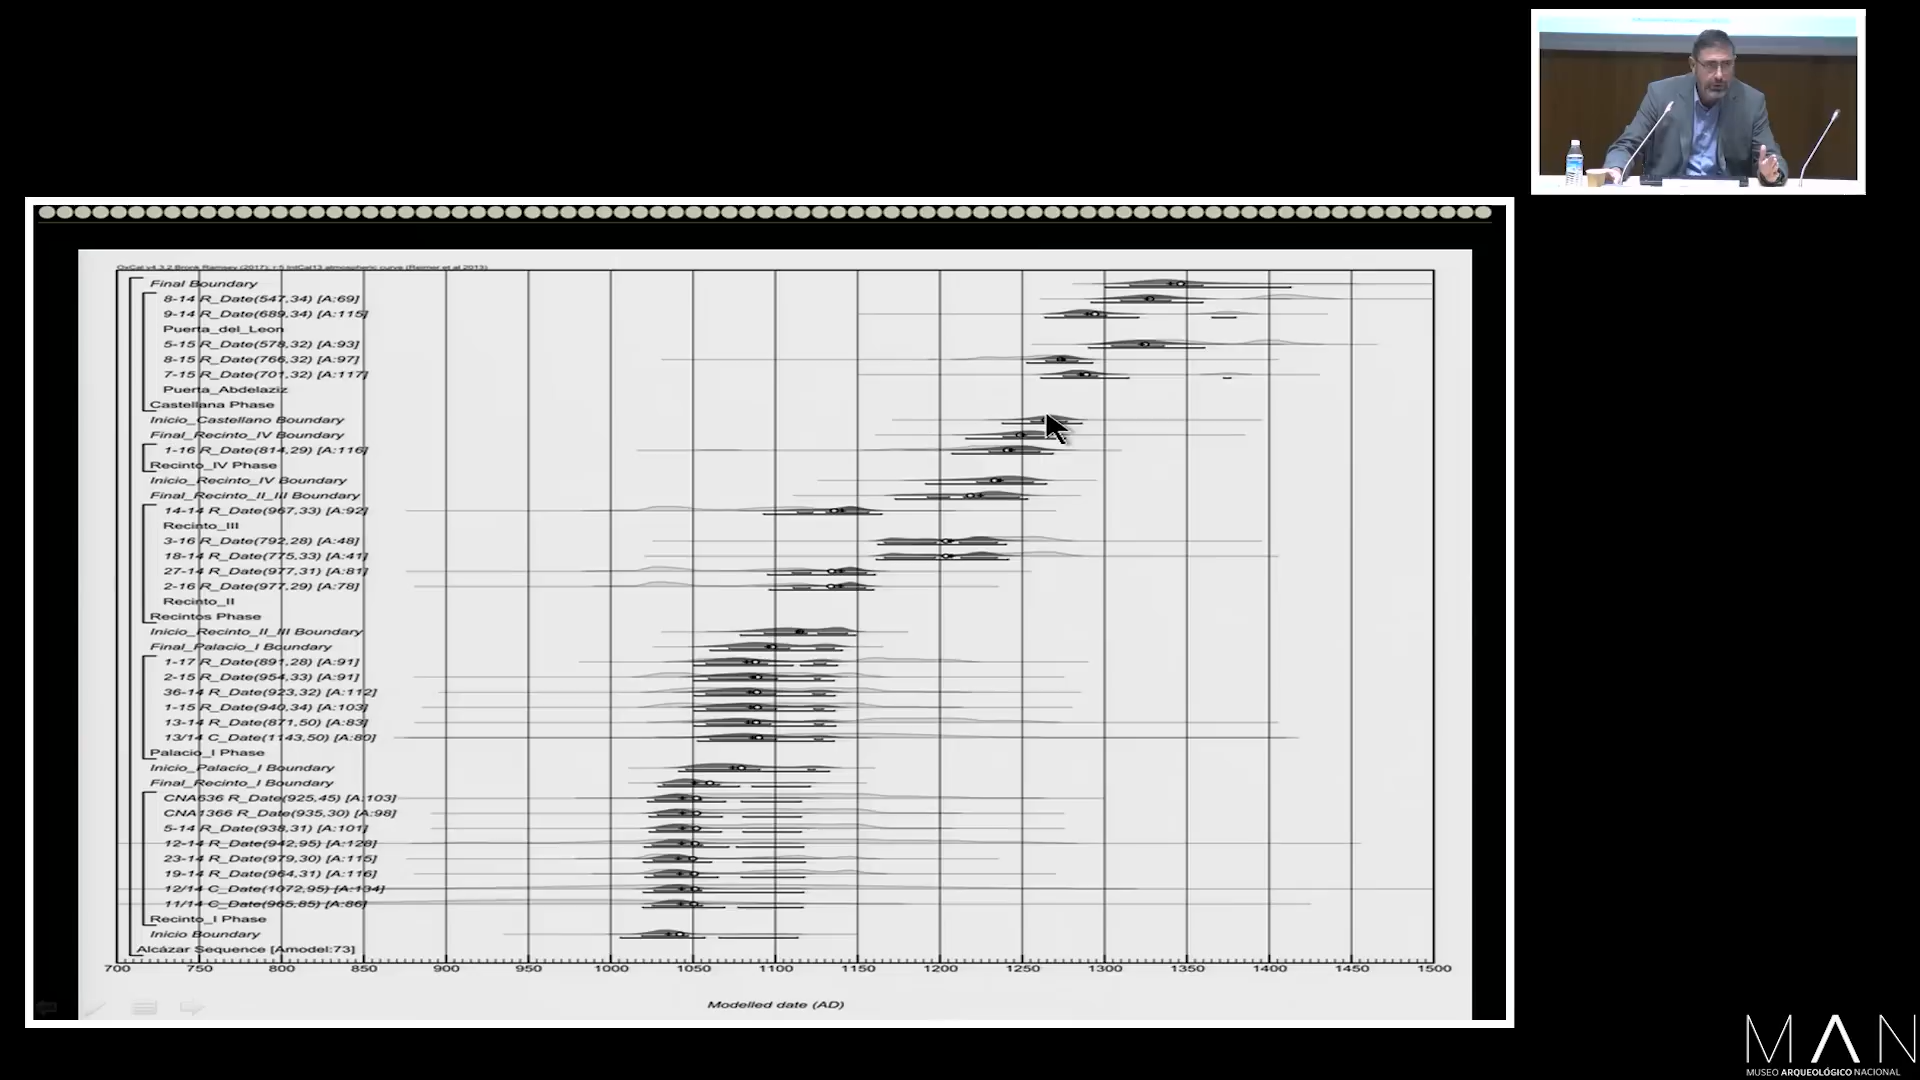 OxCal v4.3.2 Bronk Ramsey (2017); r:5 IntCal13 atmospheric curve (Reimer et al 2013)
Final Boundary
8-14 R_Date(547,34) [A:69]
9-14 R_Date(689,34) [A:115]
Puerta_del_Leon
5-15 R_Date(578,32) [A:93]
8-15 R_Date(766,32) [A:97]
7-15 R_Date(701,32) [A:117]
Puerta_Abdelaziz
Castellana Phase
Inicio_Castellano Boundary
Final_Recinto_IV Boundary
1-16 R_Date(814,29) [A:116]
Recinto_IV Phase
Inicio_Recinto_IV Boundary
Final_Recinto_II_III Boundary
14-14 R_Date(967,33) [A:92]
Recinto_III
3-16 R_Date(792,28) [A:48]
18-14 R_Date(775,33) [A:41]
27-14 R_Date(977,31) [A:81]
2-16 R_Date(977,29) [A:78]
Recinto_II
Recintos Phase
Inicio_Recinto_II_III Boundary
Final_Palacio_I Boundary
1-17 R_Date(891,28) [A:91]
2-15 R_Date(954,33) [A:91]
36-14 R_Date(923,32) [A:112]
1-15 R_Date(940,34) [A:103]
13-14 R_Date(871,50) [A:83]
13/14 C_Date(1143,50) [A:80]
Palacio_I Phase
Inicio_Palacio_I Boundary
Final_Recinto_I Boundary
CNA636 R_Date(925,45) [A:103]
CNA1366 R_Date(935,30) [A:98]
5-14 R_Date(938,31) [A:101]
12-14 R_Date(942,95) [A:128]
23-14 R_Date(979,30) [A:115]
19-14 R_Date(964,31) [A:116]
12/14 C_Date(1072,95) [A:134]
11/14 C_Date(965,85) [A:86]
Recinto_I Phase
Inicio Boundary
Alcázar Sequence [Amodel:73]
700 750 800 850 900 950 1000 1050 1100 1150 1200 1250 1300 1350 1400 1450 1500
Modelled date (AD)
MAN
MUSEO ARQUEOLÓGICO NACIONAL